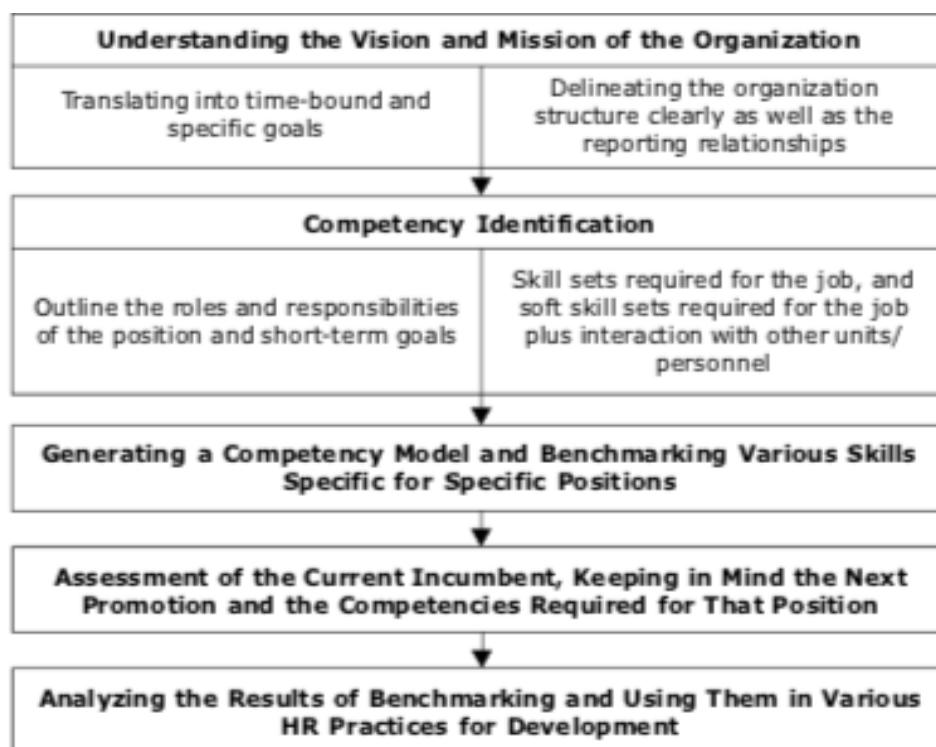 Understanding the Vision and Mission of the Organization
Translating into time-bound and
specific goals
Delineating the organization
structure clearly as well as the
reporting relationships
Competency Identification
Outline the roles and responsibilities
of the position and short-term goals
Skill sets required for the job, and
soft skill sets required for the job
plus interaction with other units/
personnel
Generating a Competency Model and Benchmarking Various Skills
Specific for Specific Positions
Assessment of the Current Incumbent, Keeping in Mind the Next
Promotion and the Competencies Required for That Position
Analyzing the Results of Benchmarking and Using Them in Various
HR Practices for Development